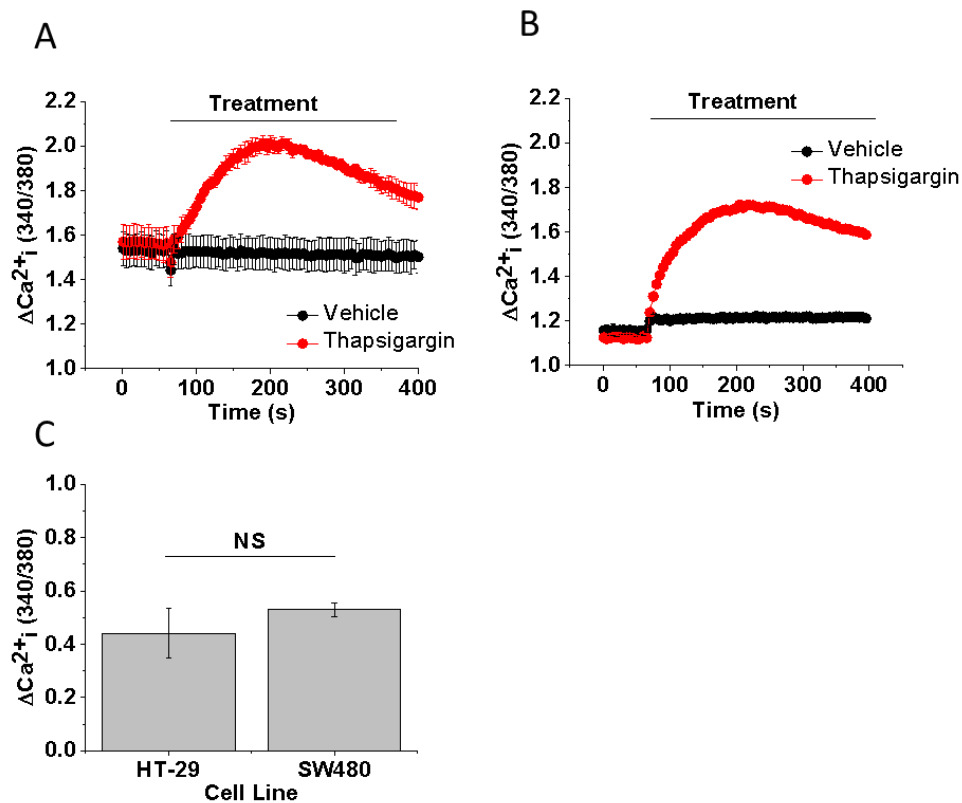 A
Treatment
2.2
2.0
1.8
1.6
1.4
1.2
1.0
ΔCa2+i (340/380)
Vehicle
Thapsigargin
0 100 200 300 400
Time (s)
B
Treatment
2.2
2.0
1.8
1.6
1.4
1.2
1.0
ΔCa2+i (340/380)
Vehicle
Thapsigargin
0 100 200 300 400
Time (s)
C
1.0
0.8
0.6
0.4
0.2
0.0
ΔCa2+i (340/380)
NS
HT-29 SW480
Cell Line